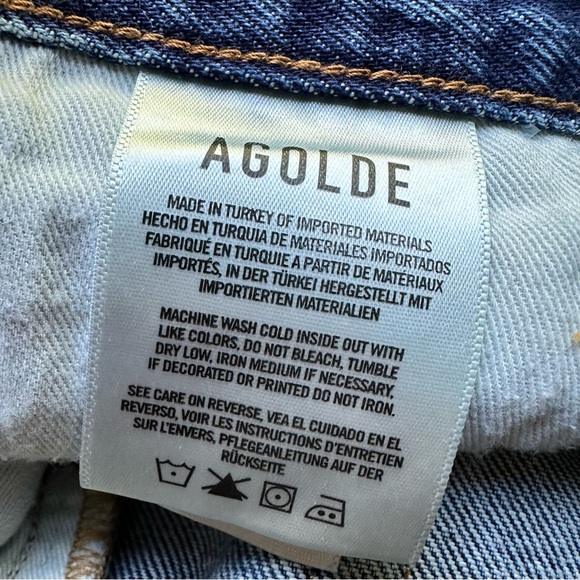 AGOLDE
MADE IN TURKEY OF IMPORTED MATERIALS
HECHO EN TURQUIA DE MATERIALES IMPORTADOS
FABRIQUÉ EN TURQUIE A PARTIR DE MATERIAUX
IMPORTÉS, IN DER TÜRKEI HERGESTELLT MIT
IMPORTIERTEN MATERIALIEN
MACHINE WASH COLD INSIDE OUT WITH
LIKE COLORS, DO NOT BLEACH, TUMBLE
DRY LOW, IRON MEDIUM IF NECESSARY,
IF DECORATED OR PRINTED DO NOT IRON.
SEE CARE ON REVERSE, VEA EL CUIDADO EN EL
REVERSO, VOIR LES INSTRUCTIONS D'ENTRETIEN
SUR L'ENVERS, PFLEGEANLEITUNG AUF DER
RÜCKSEITE